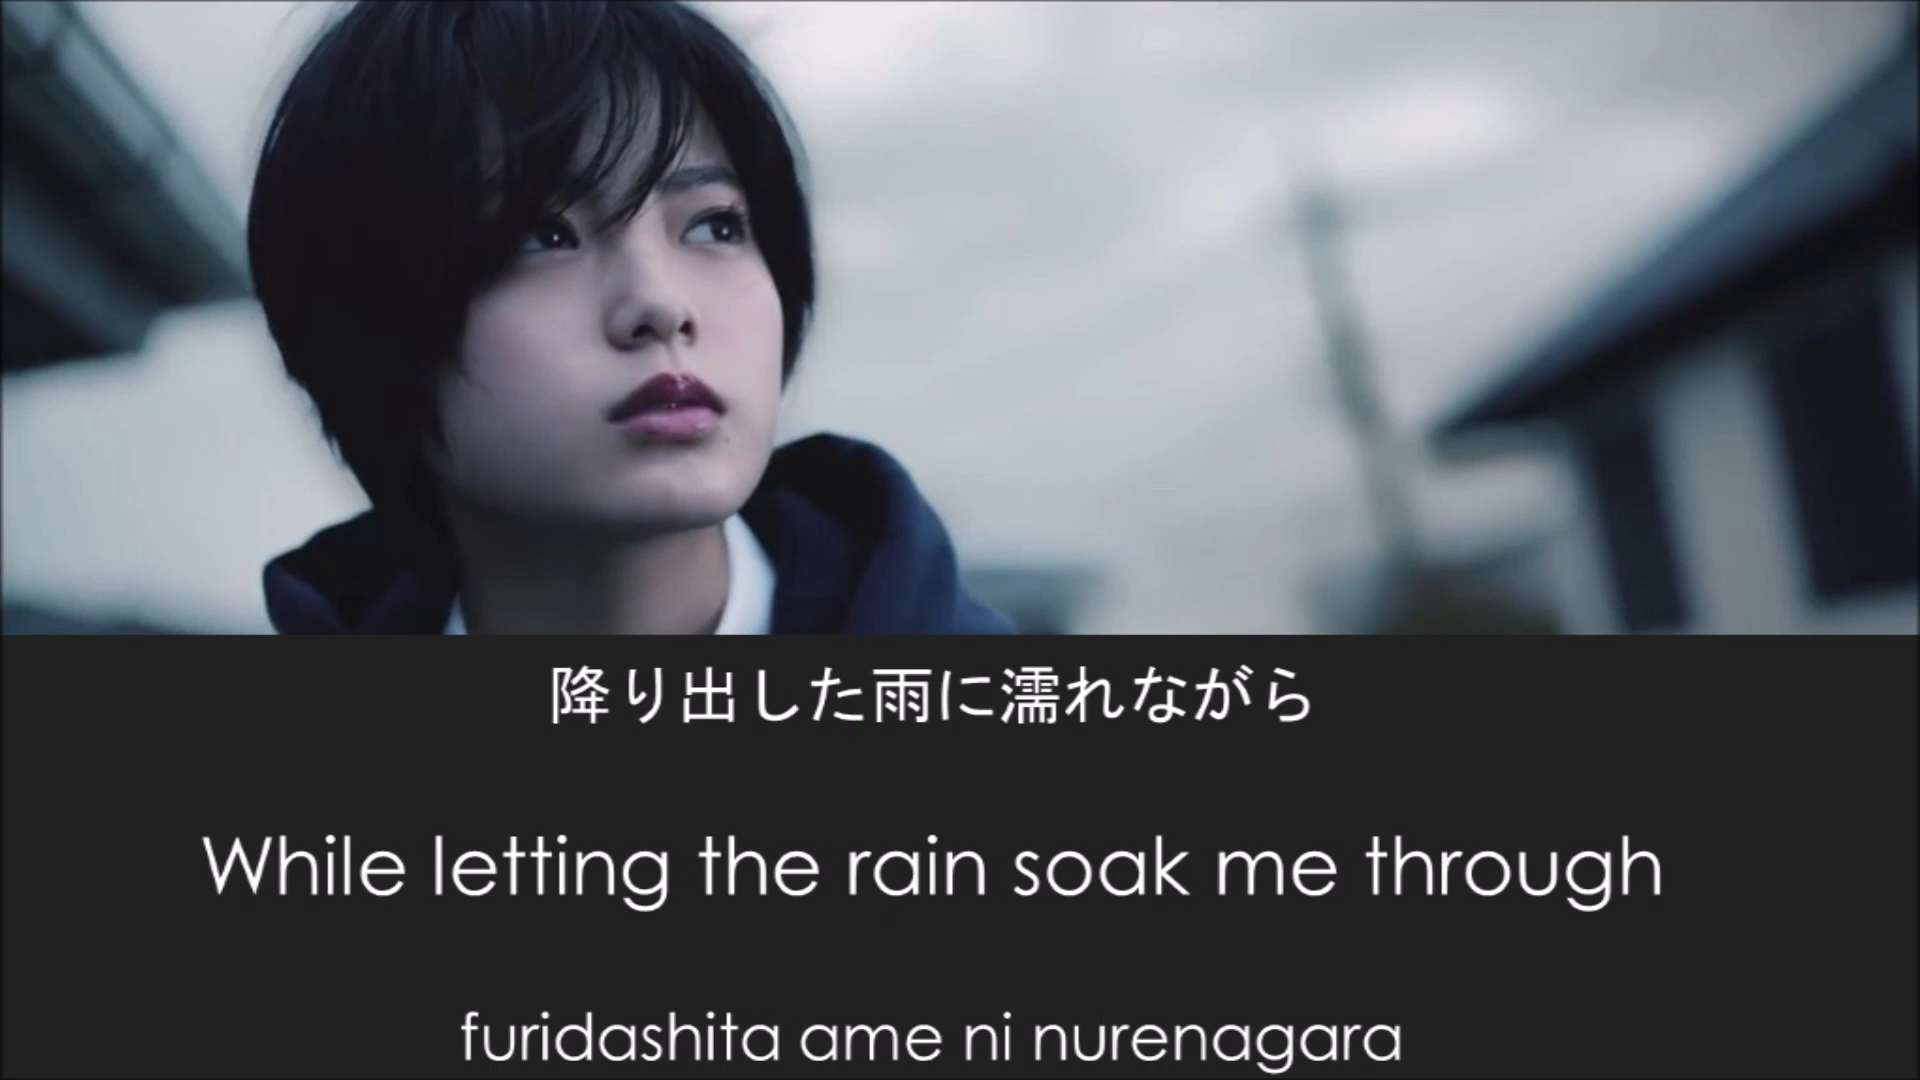 降り出した雨に濡れながら
While letting the rain soak me through
furidashita ame ni nurenagara